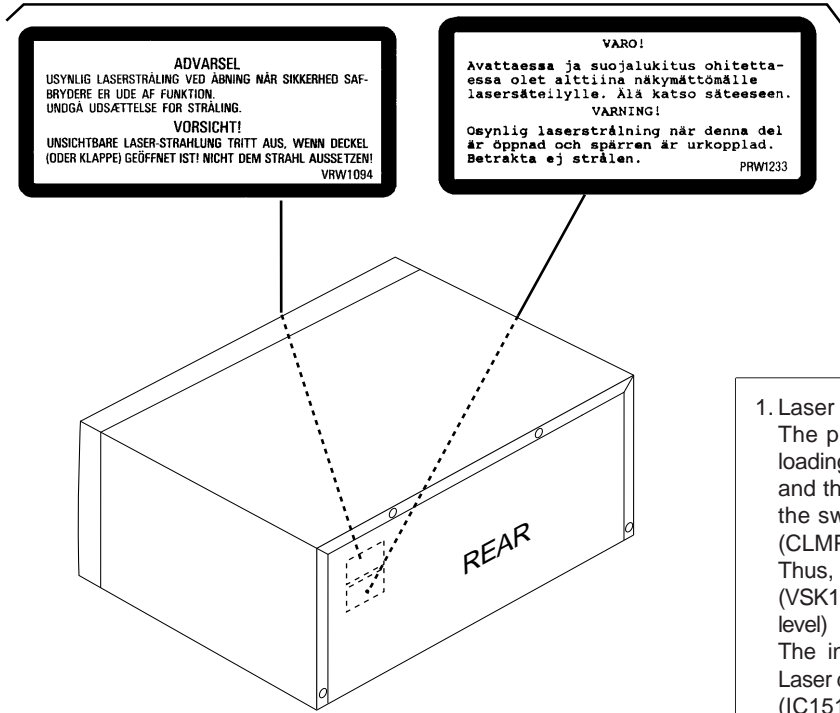 ADVARSEL
USYNLIG LASERSTRÅLING VED ÅBNING NÅR SIKKERHED SAF-
BRYDERE ER UDE AF FUNKTION.
UNDGÅ UDSÆTTELSE FOR STRÅLING.
VORSICHT!
UNSICHTBARE LASER-STRAHLUNG TRITT AUS, WENN DECKEL
(ODER KLAPPE) GEÖFFNET IST! NICHT DEM STRAHL AUSSETZEN!
VRW1094
VARO!
Avattaessa ja suojalukitus ohitetta-
essa olet alttiina näkymättömälle
lasersäteilylle. Älä katso säteeseen.
VARNING!
Osynlig laserstrålning när denna del
är öppnad och spärren är urkopplad.
Betrakta ej strålen.
PRW1233
REAR
1. Laser
The p
loading
and th
the sw
(CLMP
Thus,
(VSK1
level)
The in
Laser
(IC151